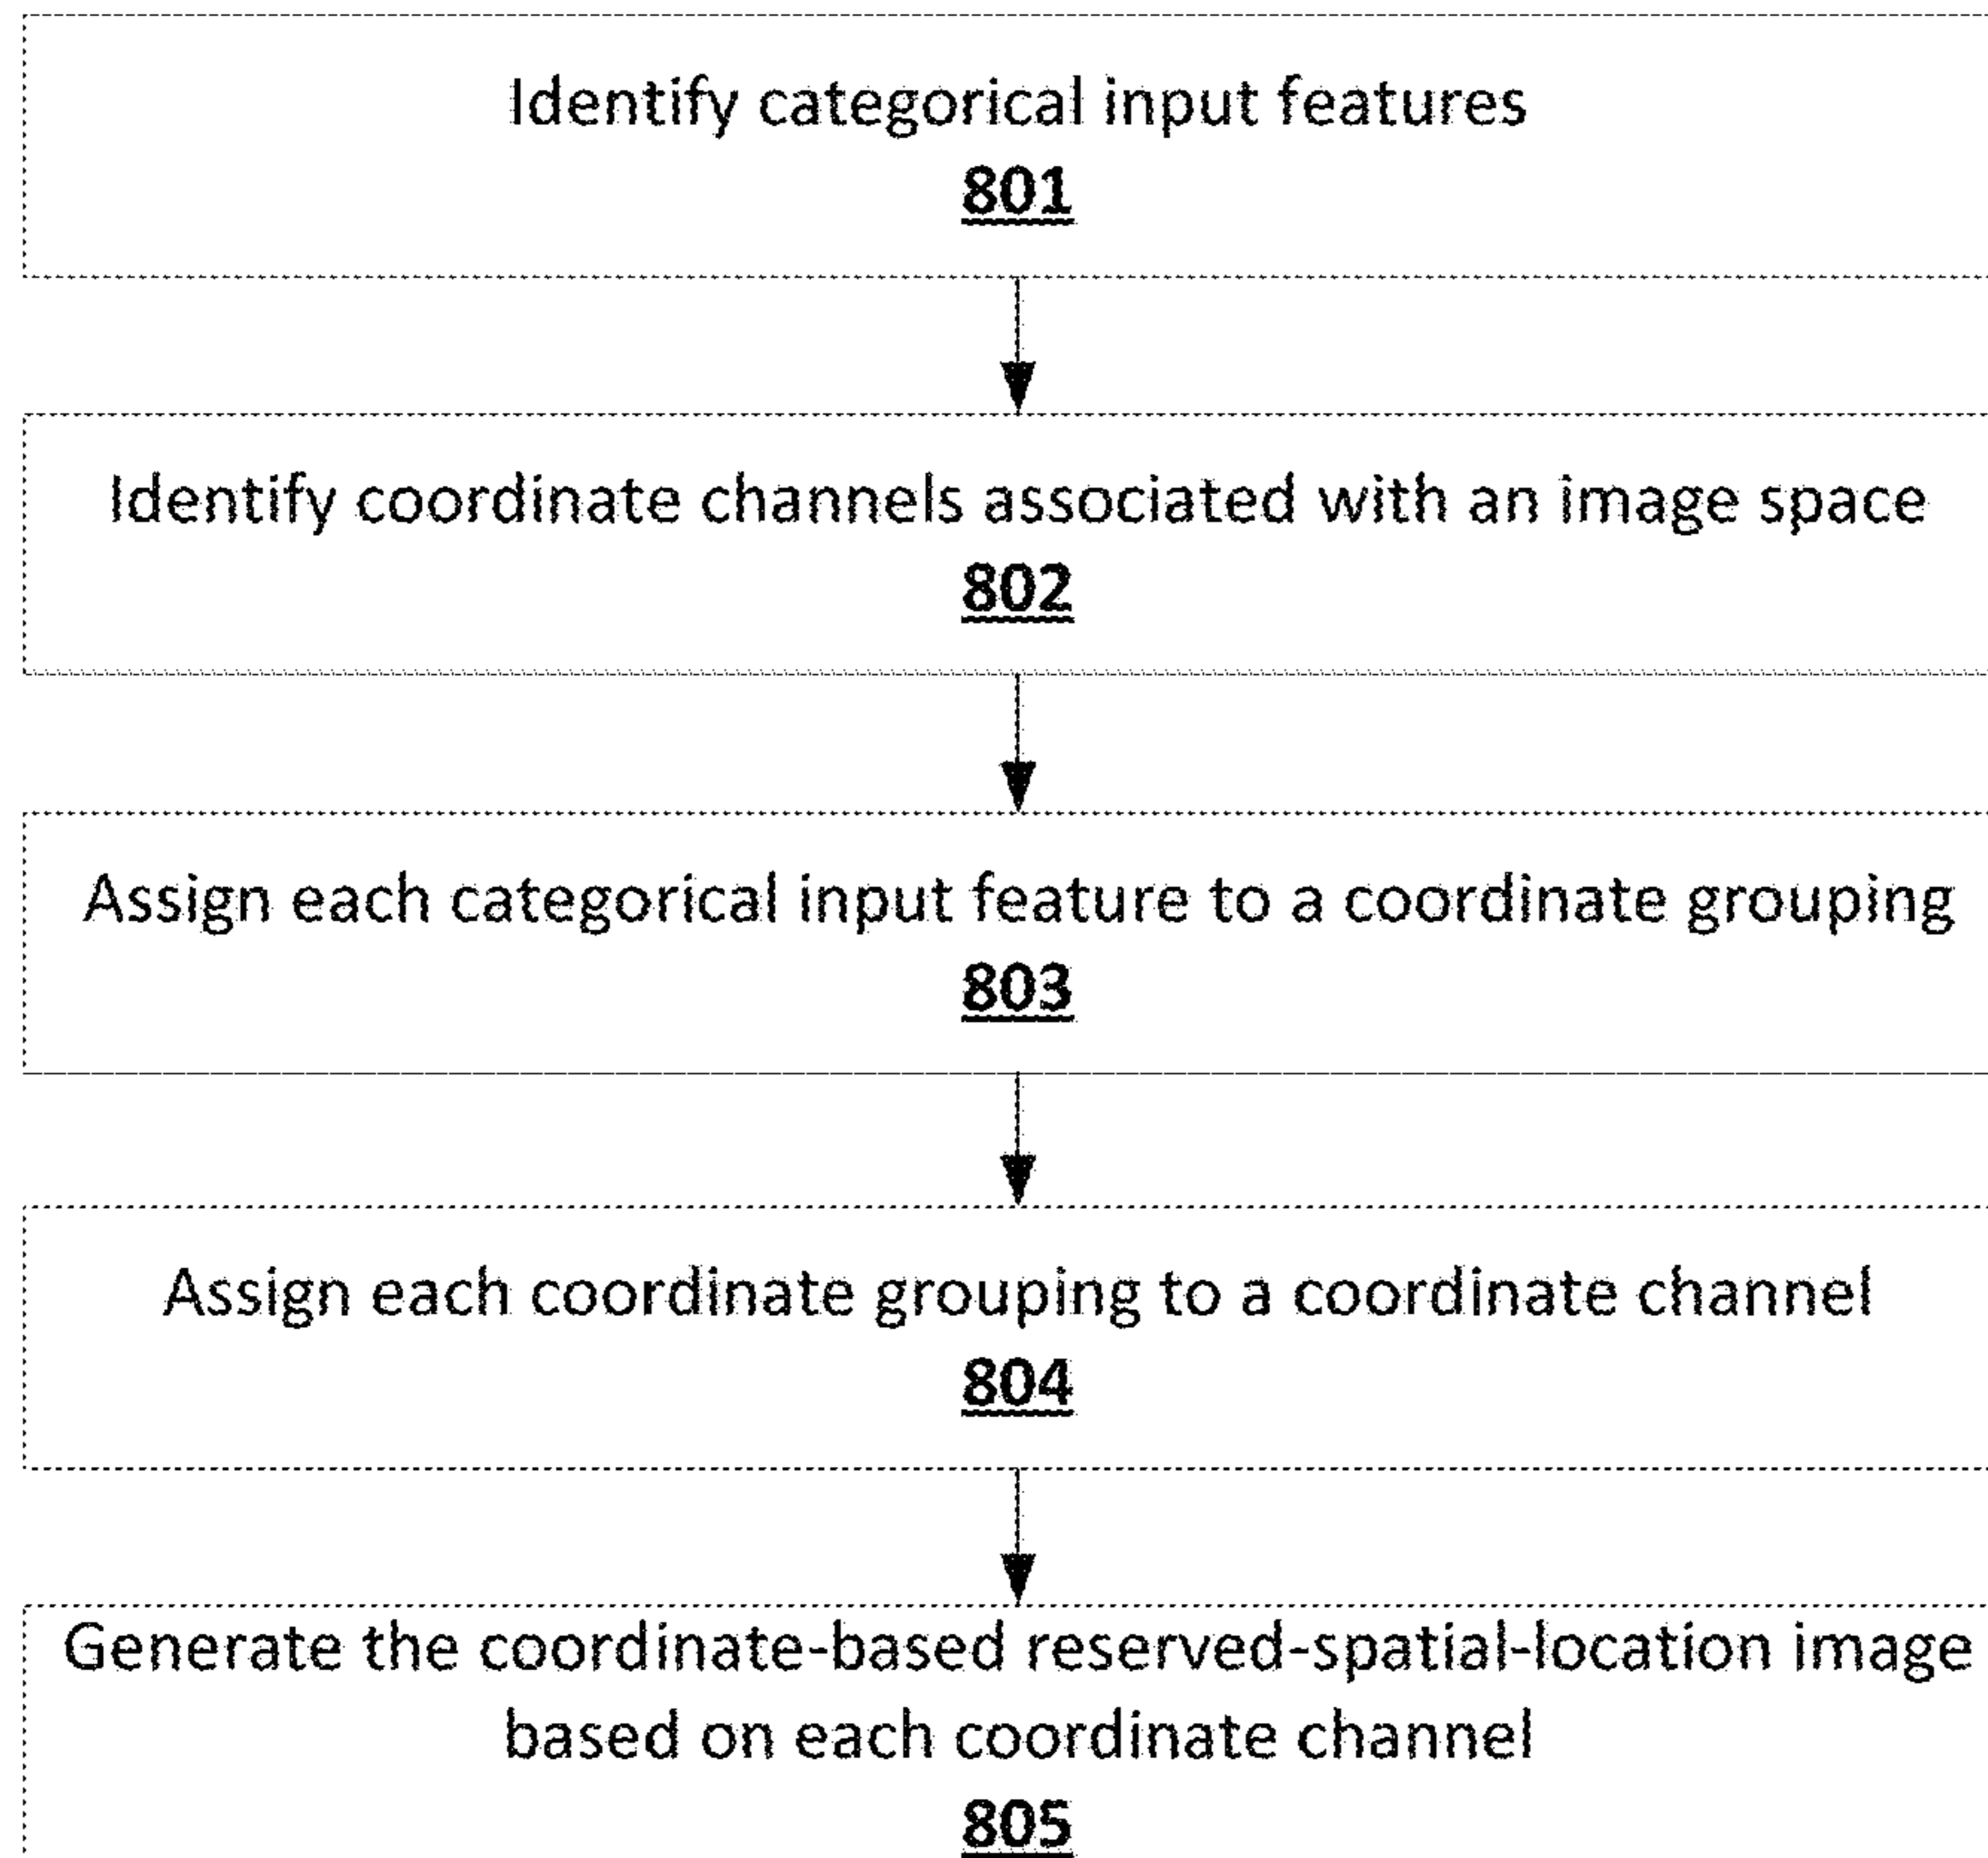 Identify categorical input features
801
Identify coordinate channels associated with an image space
802
Assign each categorical input feature to a coordinate grouping
803
Assign each coordinate grouping to a coordinate channel
804
Generate the coordinate-based reserved-spatial-location image
based on each coordinate channel
805